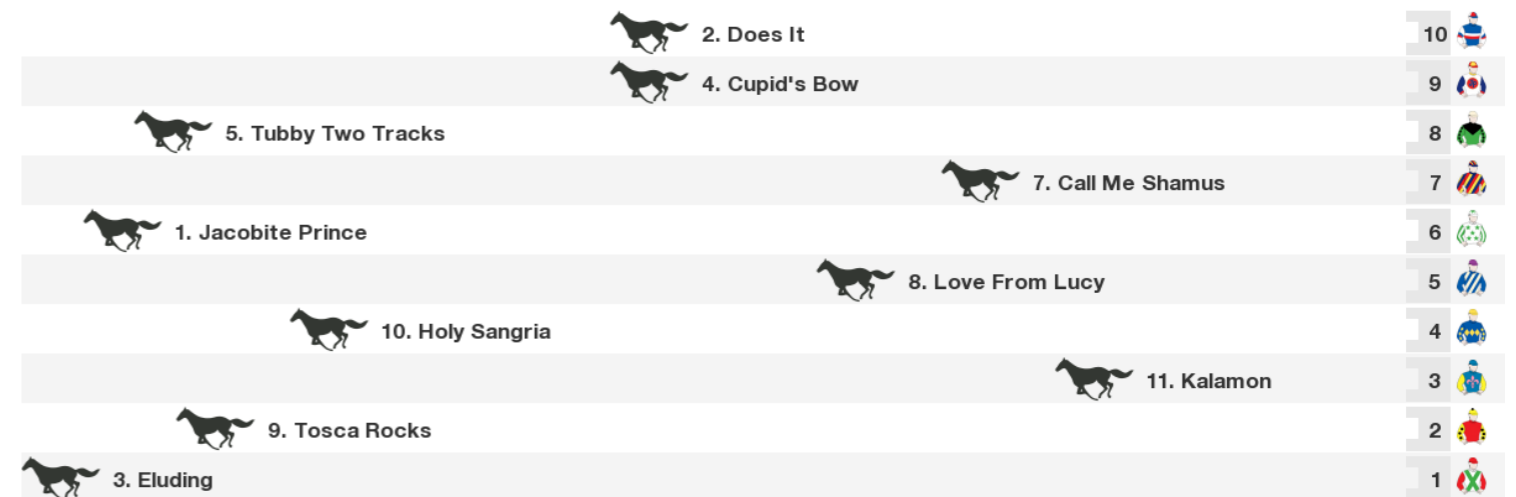 2. Does It 10
4. Cupid's Bow 9
5. Tubby Two Tracks 8
7. Call Me Shamus 7
1. Jacobite Prince 6
8. Love From Lucy 5
10. Holy Sangria 4
11. Kalamon 3
9. Tosca Rocks 2
3. Eluding 1